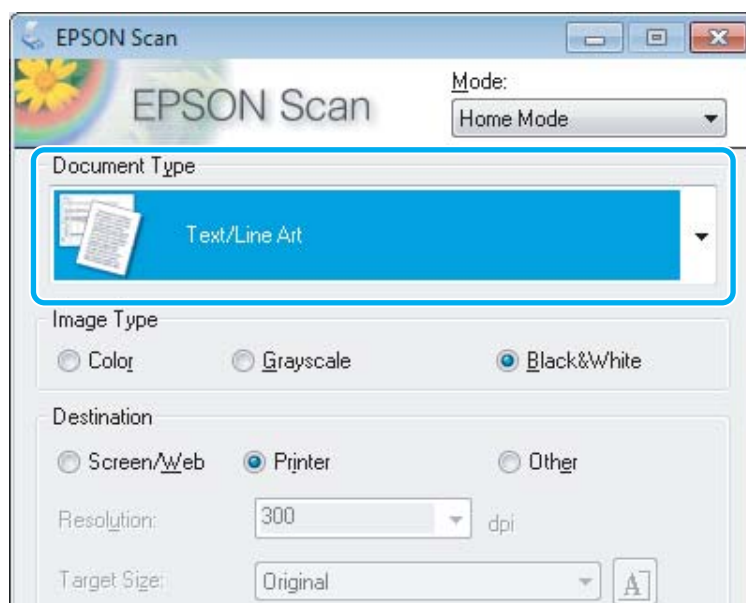 EPSON Scan
EPSON Scan
Mode:
Home Mode
Document Type
Text/Line Art
Image Type
Color
Grayscale
Black&White
Destination
Screen/Web
Printer
Other
Resolution:
300
dpi
Target Size:
Original
A